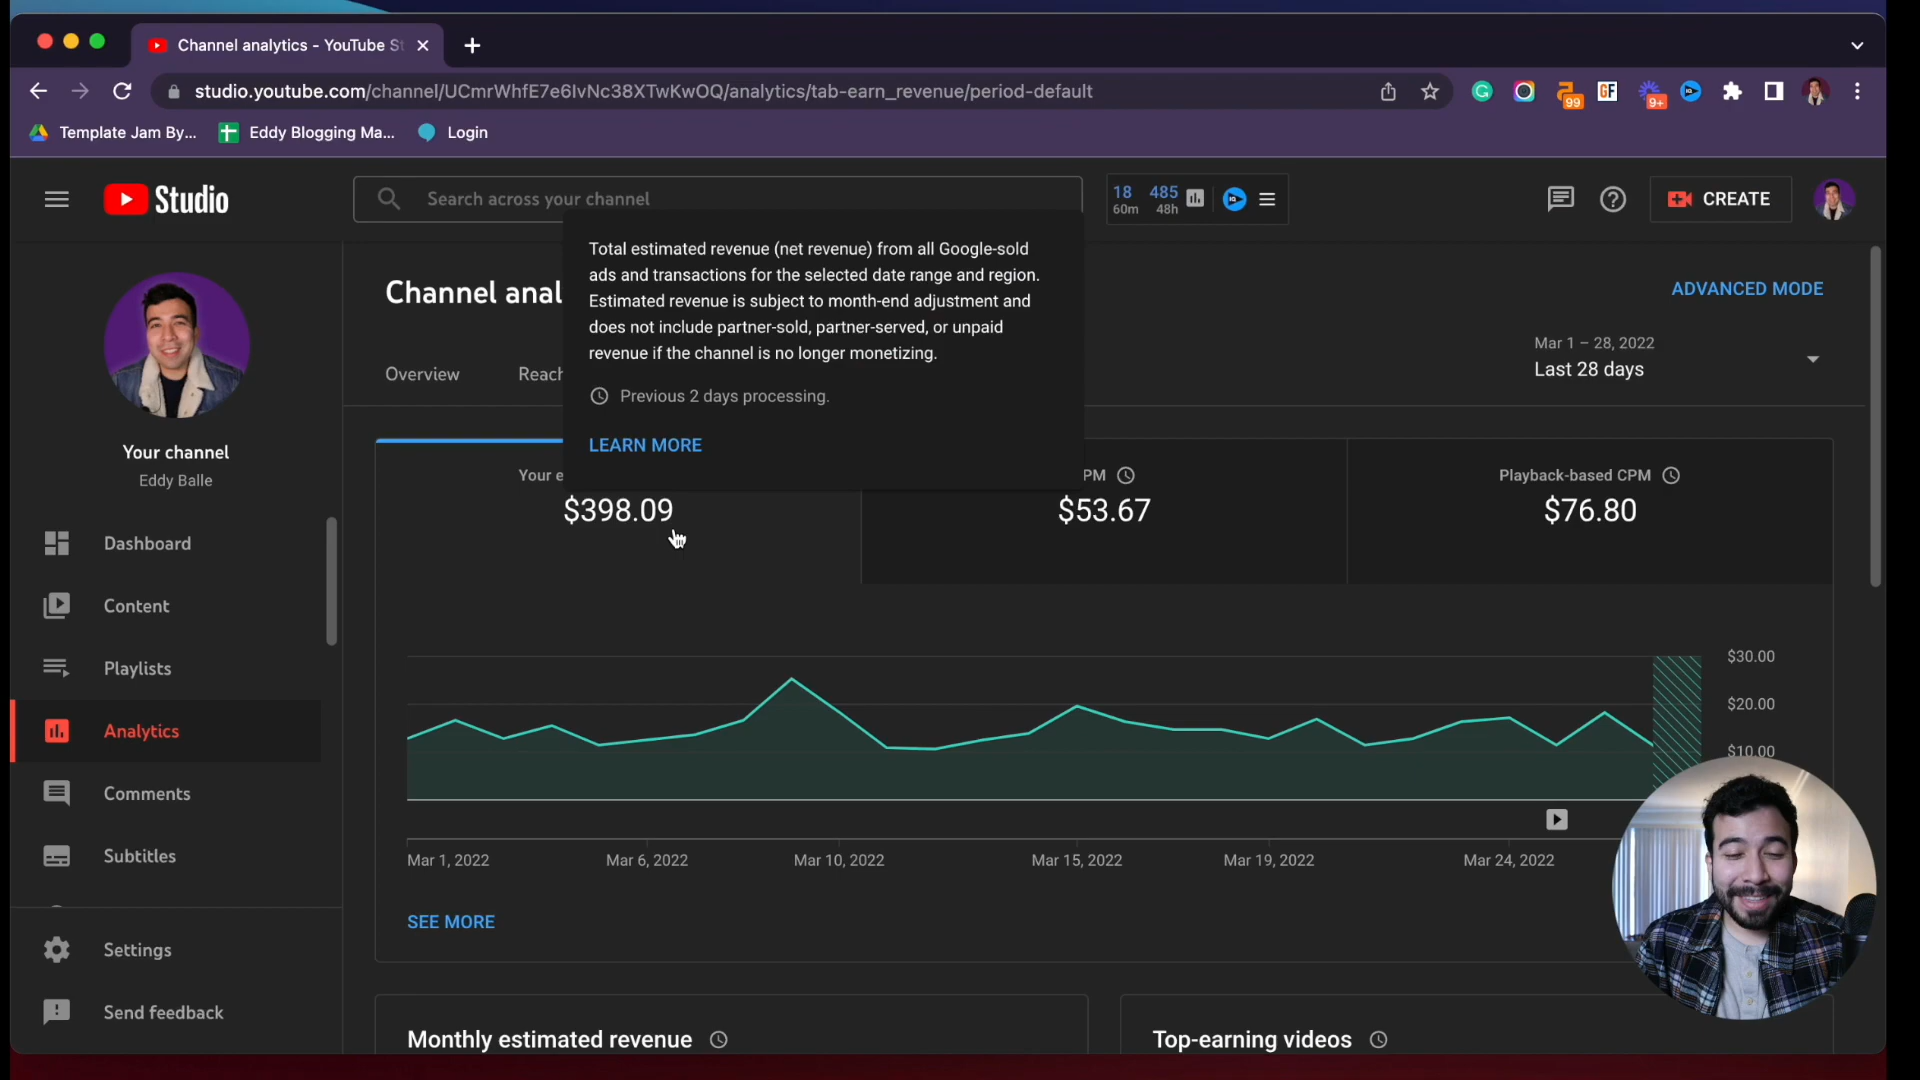 Channel analytics - YouTube St
studio.youtube.com/channel/UCmrWhfE7e6IvNc38XTwKwOQ/analytics/tab-earn_revenue/period-default
99
GF
9+
Template Jam By...
Eddy Blogging Ma...
Login
Studio
Search across your channel
18
60m
485
48h
IQ
CREATE
Channel anal
ADVANCED MODE
Total estimated revenue (net revenue) from all Google-sold
ads and transactions for the selected date range and region.
Estimated revenue is subject to month-end adjustment and
does not include partner-sold, partner-served, or unpaid
revenue if the channel is no longer monetizing.
Previous 2 days processing.
LEARN MORE
Mar 1 – 28, 2022
Last 28 days
Overview
Reach
Your channel
Eddy Balle
Your e
$398.09
PM
$53.67
Playback-based CPM
$76.80
Dashboard
Content
Playlists
Analytics
Comments
Subtitles
Settings
Send feedback
$30.00
$20.00
$10.00
Mar 1, 2022
Mar 6, 2022
Mar 10, 2022
Mar 15, 2022
Mar 19, 2022
Mar 24, 2022
SEE MORE
Monthly estimated revenue
Top-earning videos